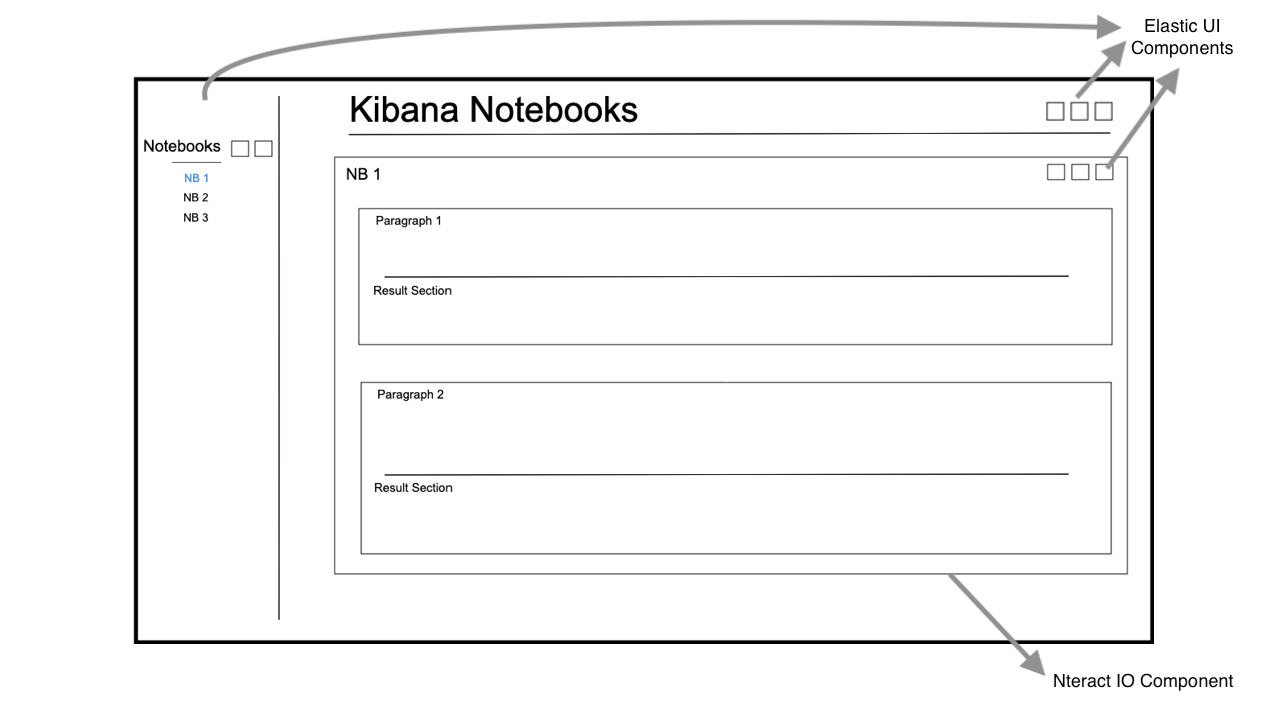 Elastic UI
Components
Kibana Notebooks
Notebooks
NB 1
NB 2
NB 3
NB 1
Paragraph 1
Result Section
Paragraph 2
Result Section
Nteract IO Component